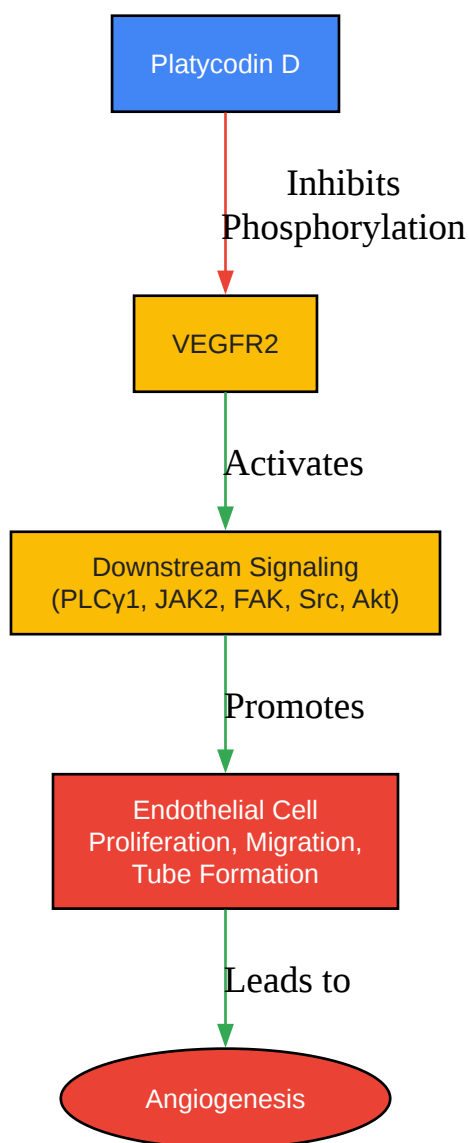 Platycodin D
Inhibits
Phosphorylation
VEGFR2
Activates
Downstream Signaling
(PLCγ1, JAK2, FAK, Src, Akt)
Promotes
Endothelial Cell
Proliferation, Migration,
Tube Formation
Leads to
Angiogenesis